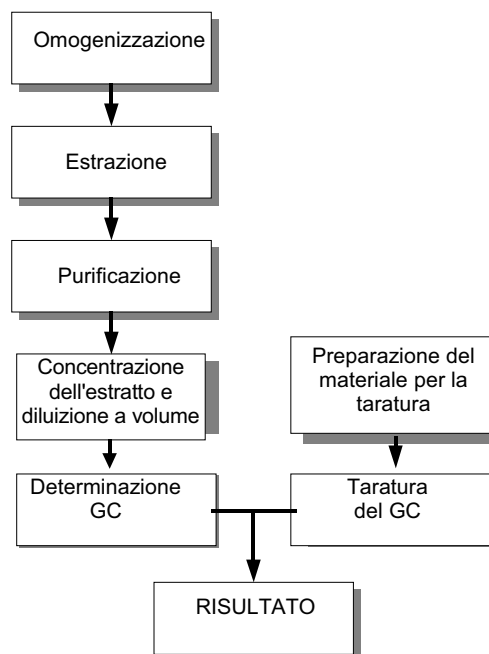 Omogenizzazione
Estrazione
Purificazione
Concentrazione
dell'estratto e
diluizione a volume
Preparazione del
materiale per la
taratura
Determinazione
GC
Taratura
del GC
RISULTATO